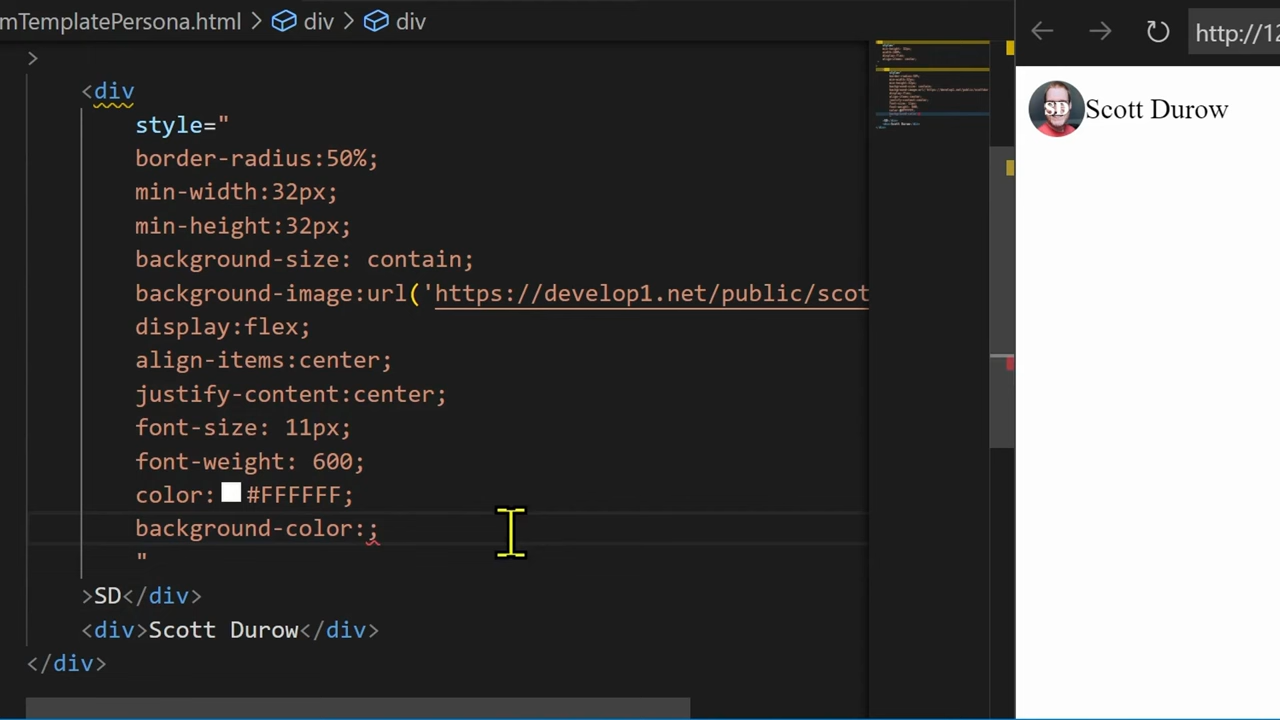 mTemplatePersona.html > div > div
http://12
>
<div
style="
border-radius:50%;
min-width:32px;
min-height:32px;
background-size: contain;
background-image:url('https://develop1.net/public/scot
display:flex;
align-items:center;
justify-content:center;
font-size: 11px;
font-weight: 600;
color: #FFFFFF;
background-color:;
"
>SD</div>
<div>Scott Durow</div>
</div>
SD
Scott Durow